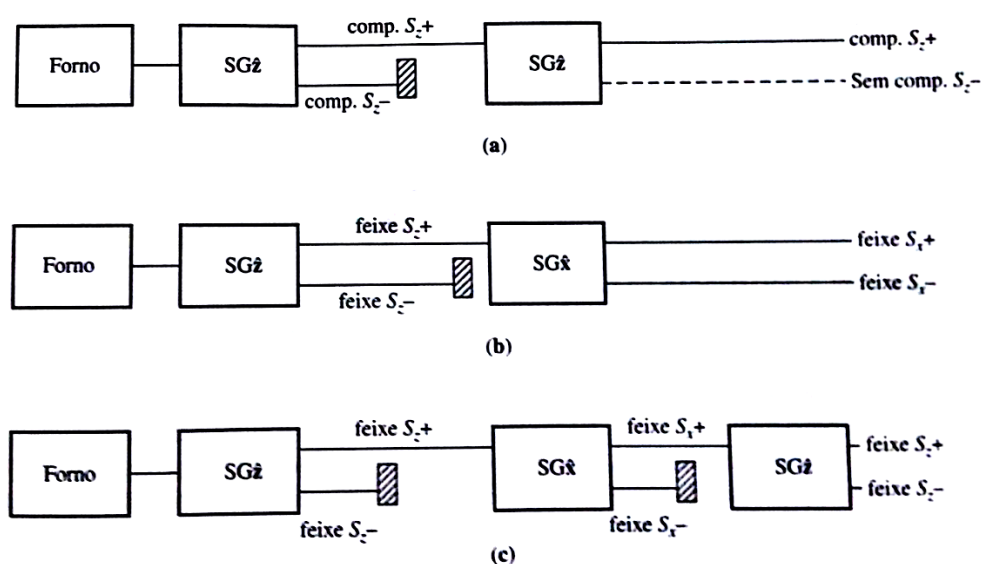 comp. S_z+
Forno
SGẑ
comp. S_z−
SGẑ
comp. S_z+
Sem comp. S_z−
(a)
feixe S_z+
Forno
SGẑ
feixe S_z−
SGx̂
feixe S_x+
feixe S_x−
(b)
feixe S_z+
Forno
SGẑ
feixe S_z−
SGx̂
feixe S_x+
feixe S_x−
SGẑ
feixe S_z+
feixe S_z−
(c)